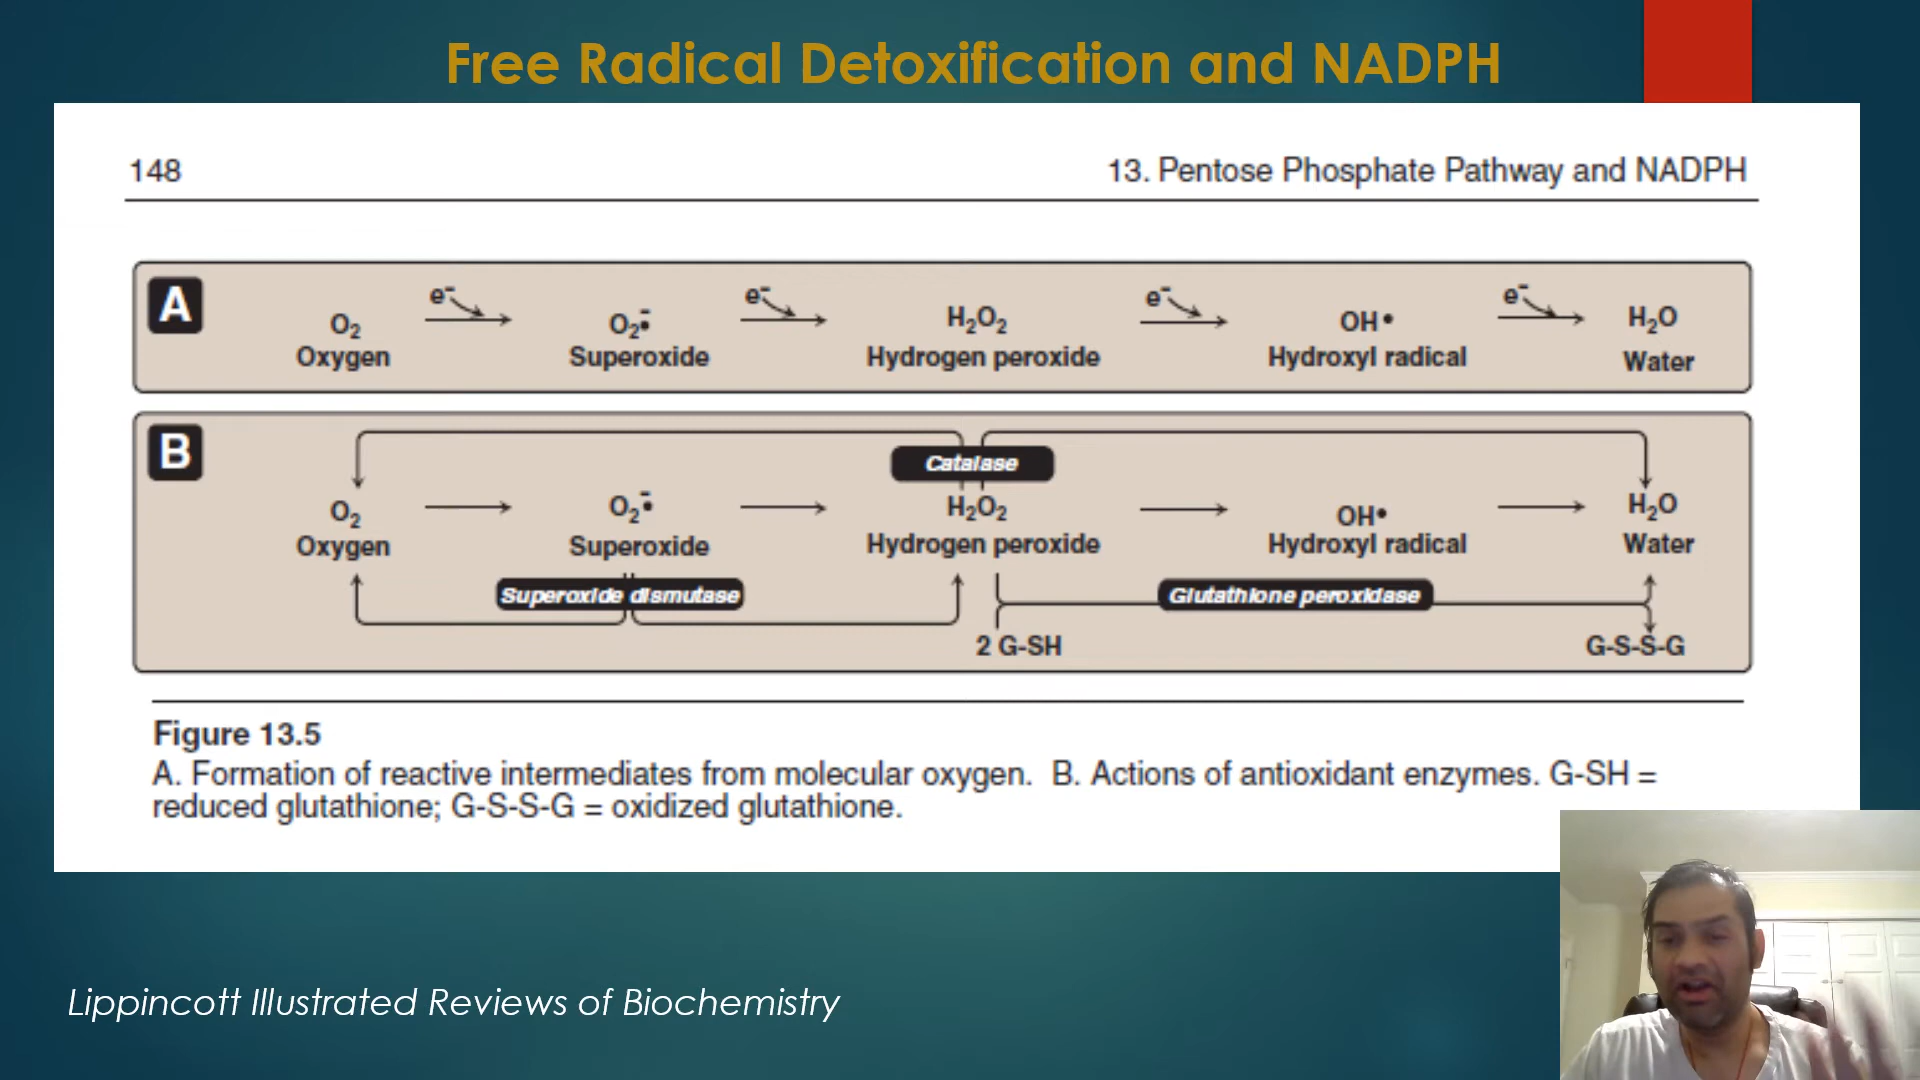 Free Radical Detoxification and NADPH
148 13. Pentose Phosphate Pathway and NADPH
A
e⁻ e⁻ e⁻ e⁻
O₂ O₂•⁻ H₂O₂ OH• H₂O
Oxygen Superoxide Hydrogen peroxide Hydroxyl radical Water
B
Catalase
O₂ O₂•⁻ H₂O₂ OH• H₂O
Oxygen Superoxide Hydrogen peroxide Hydroxyl radical Water
Superoxide dismutase Glutathione peroxidase
2 G-SH G-S-S-G
Figure 13.5
A. Formation of reactive intermediates from molecular oxygen. B. Actions of antioxidant enzymes. G-SH =
reduced glutathione; G-S-S-G = oxidized glutathione.
Lippincott Illustrated Reviews of Biochemistry